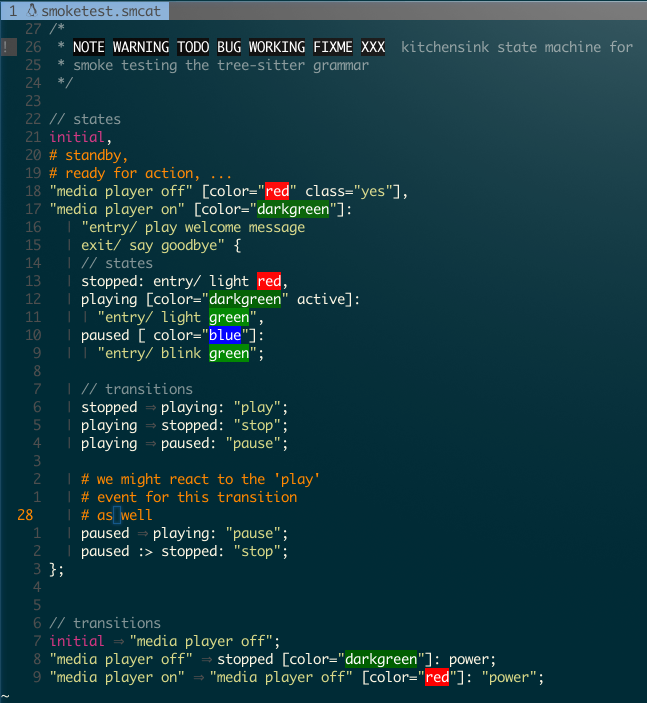 1 smoketest.smcat
27 /*
! 26  * NOTE WARNING TODO BUG WORKING FIXME XXX  kitchensink state machine for
25  * smoke testing the tree-sitter grammar
24  */
23
22 // states
21 initial,
20 # standby,
19 # ready for action, ...
18 "media player off" [color="red" class="yes"],
17 "media player on" [color="darkgreen"]:
16   | "entry/ play welcome message
15   | exit/ say goodbye" {
14   | // states
13   | stopped: entry/ light red,
12   | playing [color="darkgreen" active]:
11   | | "entry/ light green",
10   | paused [ color="blue"]:
9   | | "entry/ blink green";
8
7   | // transitions
6   | stopped ⇒ playing: "play";
5   | playing ⇒ stopped: "stop";
4   | playing ⇒ paused: "pause";
3
2   | # we might react to the 'play'
1   | # event for this transition
28   | # as well
1   | paused ⇒ playing: "pause";
2   | paused :> stopped: "stop";
3 };
4
5
6 // transitions
7 initial ⇒ "media player off";
8 "media player off" ⇒ stopped [color="darkgreen"]: power;
9 "media player on" ⇒ "media player off" [color="red"]: "power";
~